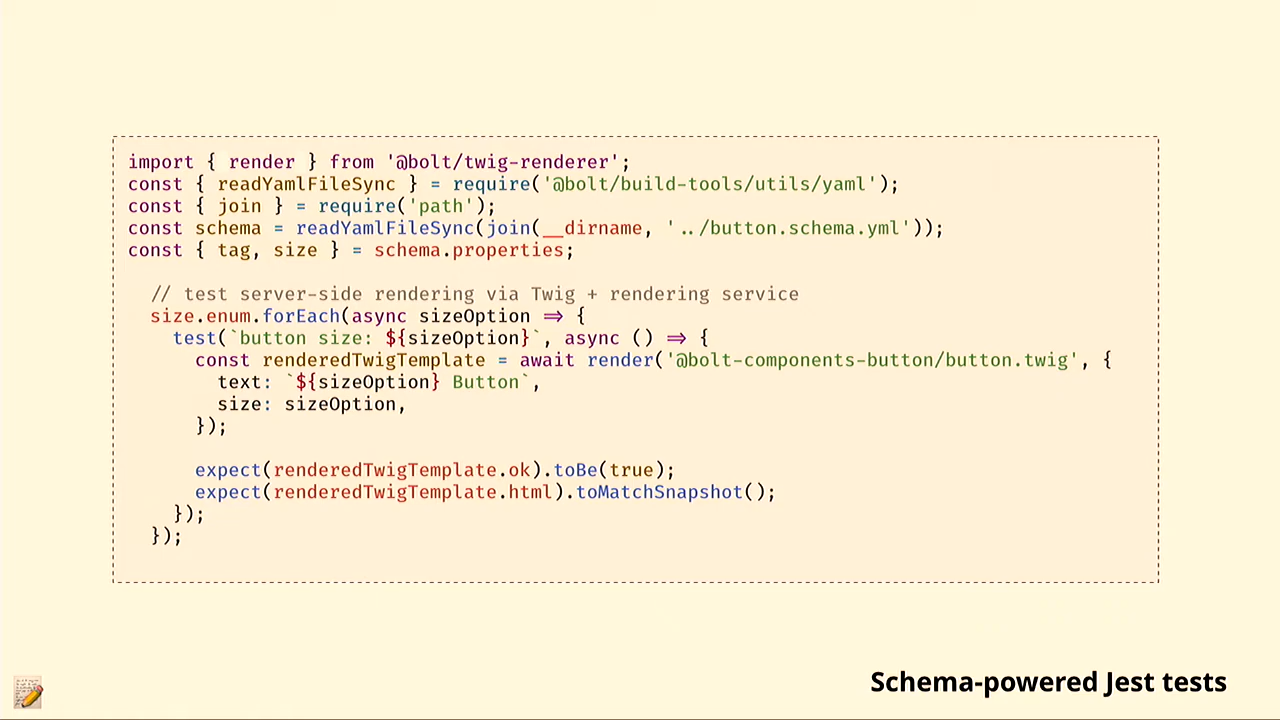 import { render } from '@bolt/twig-renderer';
const { readYamlFileSync } = require('@bolt/build-tools/utils/yaml');
const { join } = require('path');
const schema = readYamlFileSync(join(__dirname, '../button.schema.yml'));
const { tag, size } = schema.properties;
// test server-side rendering via Twig + rendering service
size.enum.forEach(async sizeOption => {
test(`button size: ${sizeOption}`, async () => {
const renderedTwigTemplate = await render('@bolt-components-button/button.twig', {
text: `${sizeOption} Button`,
size: sizeOption,
});
expect(renderedTwigTemplate.ok).toBe(true);
expect(renderedTwigTemplate.html).toMatchSnapshot();
});
});
Schema-powered Jest tests